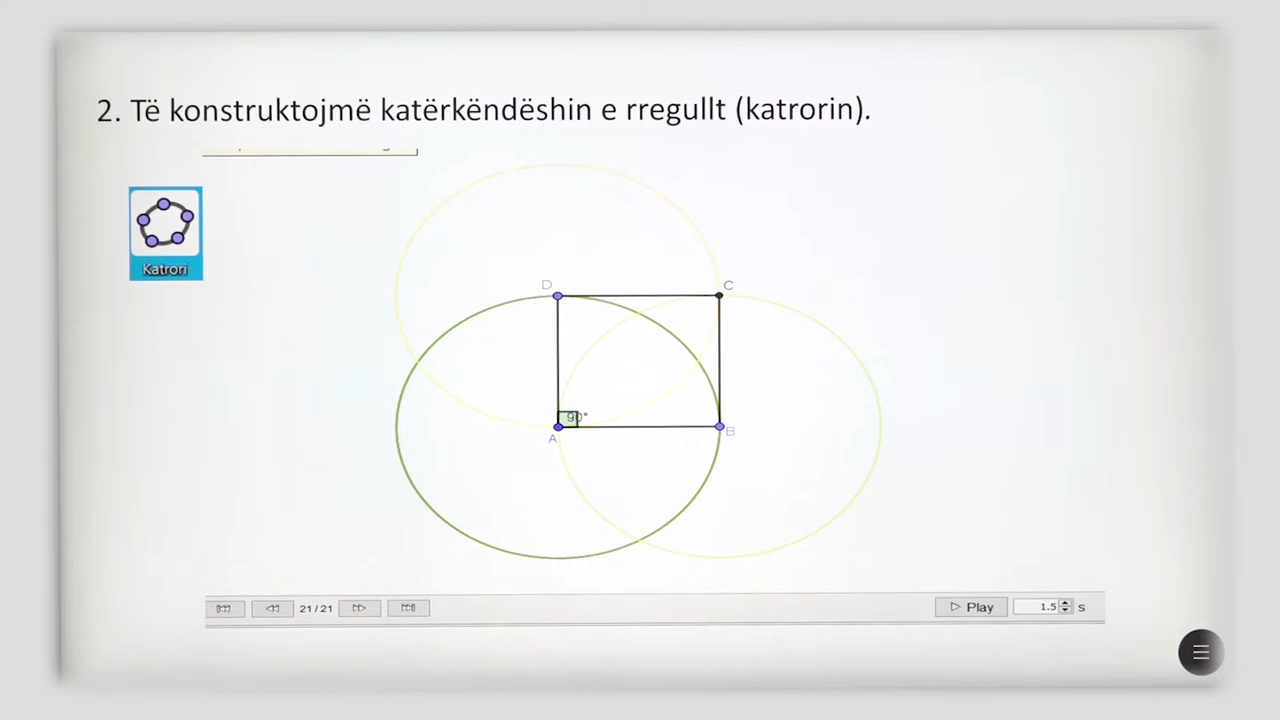 2. Të konstruktojmë katërkëndëshin e rregullt (katrorin).
Katrori
D
C
90°
A
B
21/21
Play
1.5
s